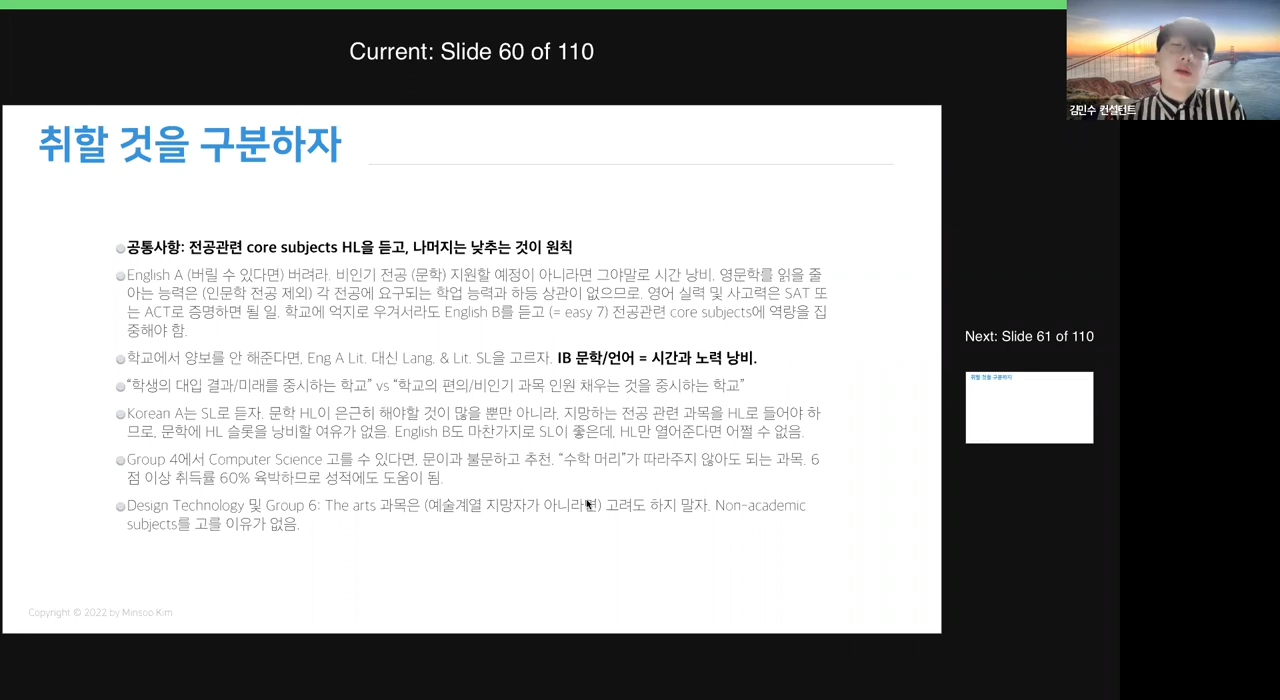 Current: Slide 60 of 110
김민수 컨설턴트
취할 것을 구분하자
공통사항: 전공관련 core subjects HL을 듣고, 나머지는 낮추는 것이 원칙
English A (버릴 수 있다면) 버려라. 비인기 전공 (문학) 지원할 예정이 아니라면 그야말로 시간 낭비. 영문학를 읽을 줄
아는 능력은 (인문학 전공 제외) 각 전공에 요구되는 학업 능력과 하등 상관이 없으므로. 영어 실력 및 사고력은 SAT 또
는 ACT로 증명하면 될 일. 학교에 억지로 우겨서라도 English B를 듣고 (= easy 7) 전공관련 core subjects에 역량을 집
중해야 함.
학교에서 양보를 안 해준다면, Eng A Lit. 대신 Lang. & Lit. SL을 고르자. IB 문학/언어 = 시간과 노력 낭비.
“학생의 대입 결과/미래를 중시하는 학교” vs “학교의 편의/비인기 과목 인원 채우는 것을 중시하는 학교”
Korean A는 SL로 듣자. 문학 HL이 은근히 해야할 것이 많을 뿐만 아니라, 지망하는 전공 관련 과목을 HL로 들어야 하
므로, 문학에 HL 슬롯을 낭비할 여유가 없음. English B도 마찬가지로 SL이 좋은데, HL만 열어준다면 어쩔 수 없음.
Group 4에서 Computer Science 고를 수 있다면, 문이과 불문하고 추천. “수학 머리”가 따라주지 않아도 되는 과목. 6
점 이상 취득률 60% 육박하므로 성적에도 도움이 됨.
Design Technology 및 Group 6: The arts 과목은 (예술계열 지망자가 아니라면) 고려도 하지 말자. Non-academic
subjects를 고를 이유가 없음.
Copyright © 2022 by Minsoo Kim
Next: Slide 61 of 110
취할 것을 구분하자